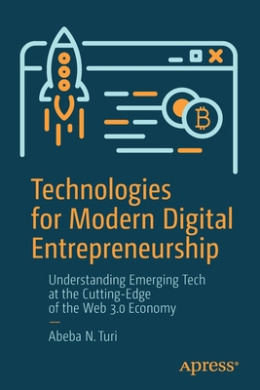 Technologies
for Modern Digital
Entrepreneurship
Understanding Emerging Tech
at the Cutting-Edge
of the Web 3.0 Economy
Abeba N. Turi
Apress®